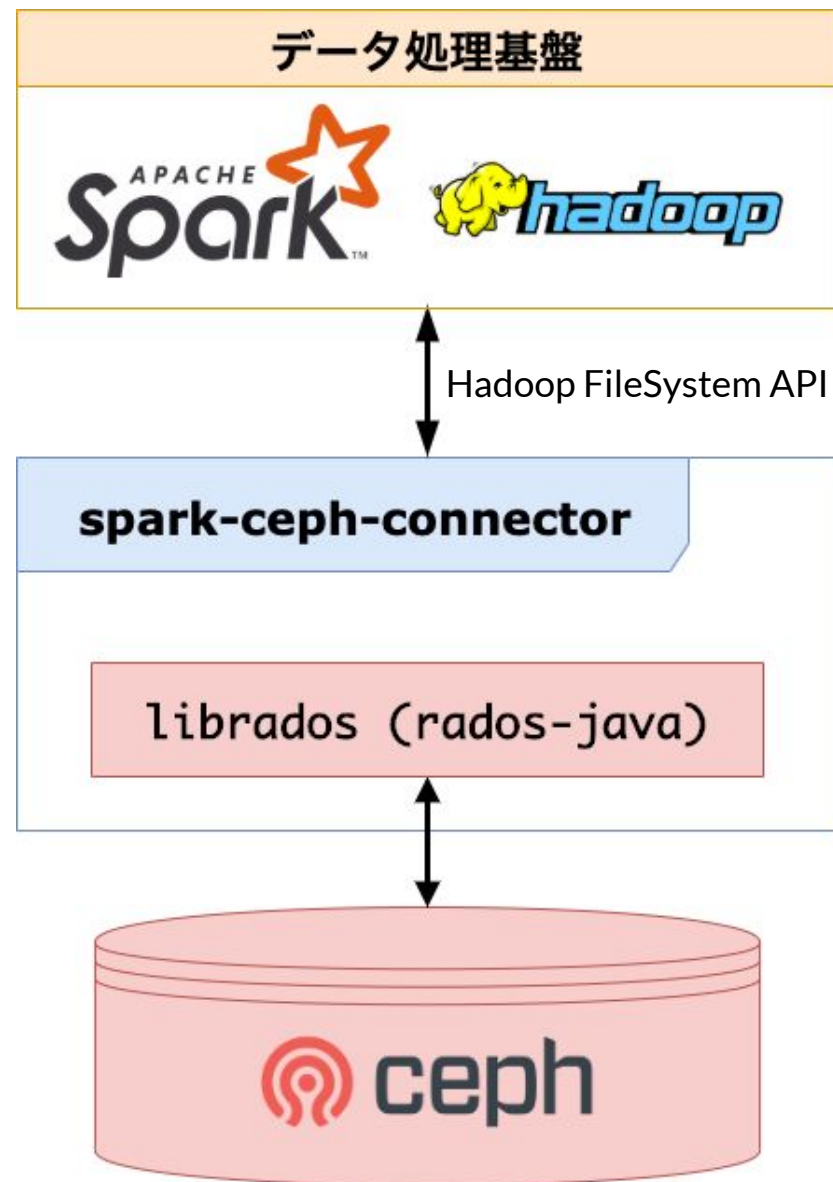 データ処理基盤
APACHE
Spark™
hadoop
Hadoop FileSystem API
spark-ceph-connector
librados (rados-java)
ceph